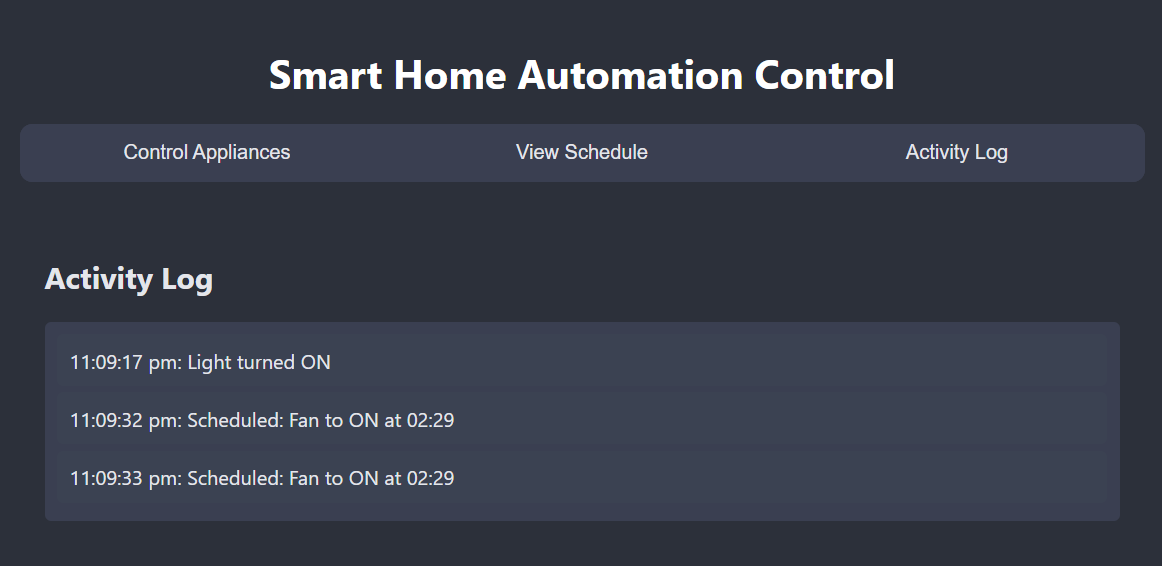 Smart Home Automation Control
Control Appliances View Schedule Activity Log
Activity Log
11:09:17 pm: Light turned ON
11:09:32 pm: Scheduled: Fan to ON at 02:29
11:09:33 pm: Scheduled: Fan to ON at 02:29